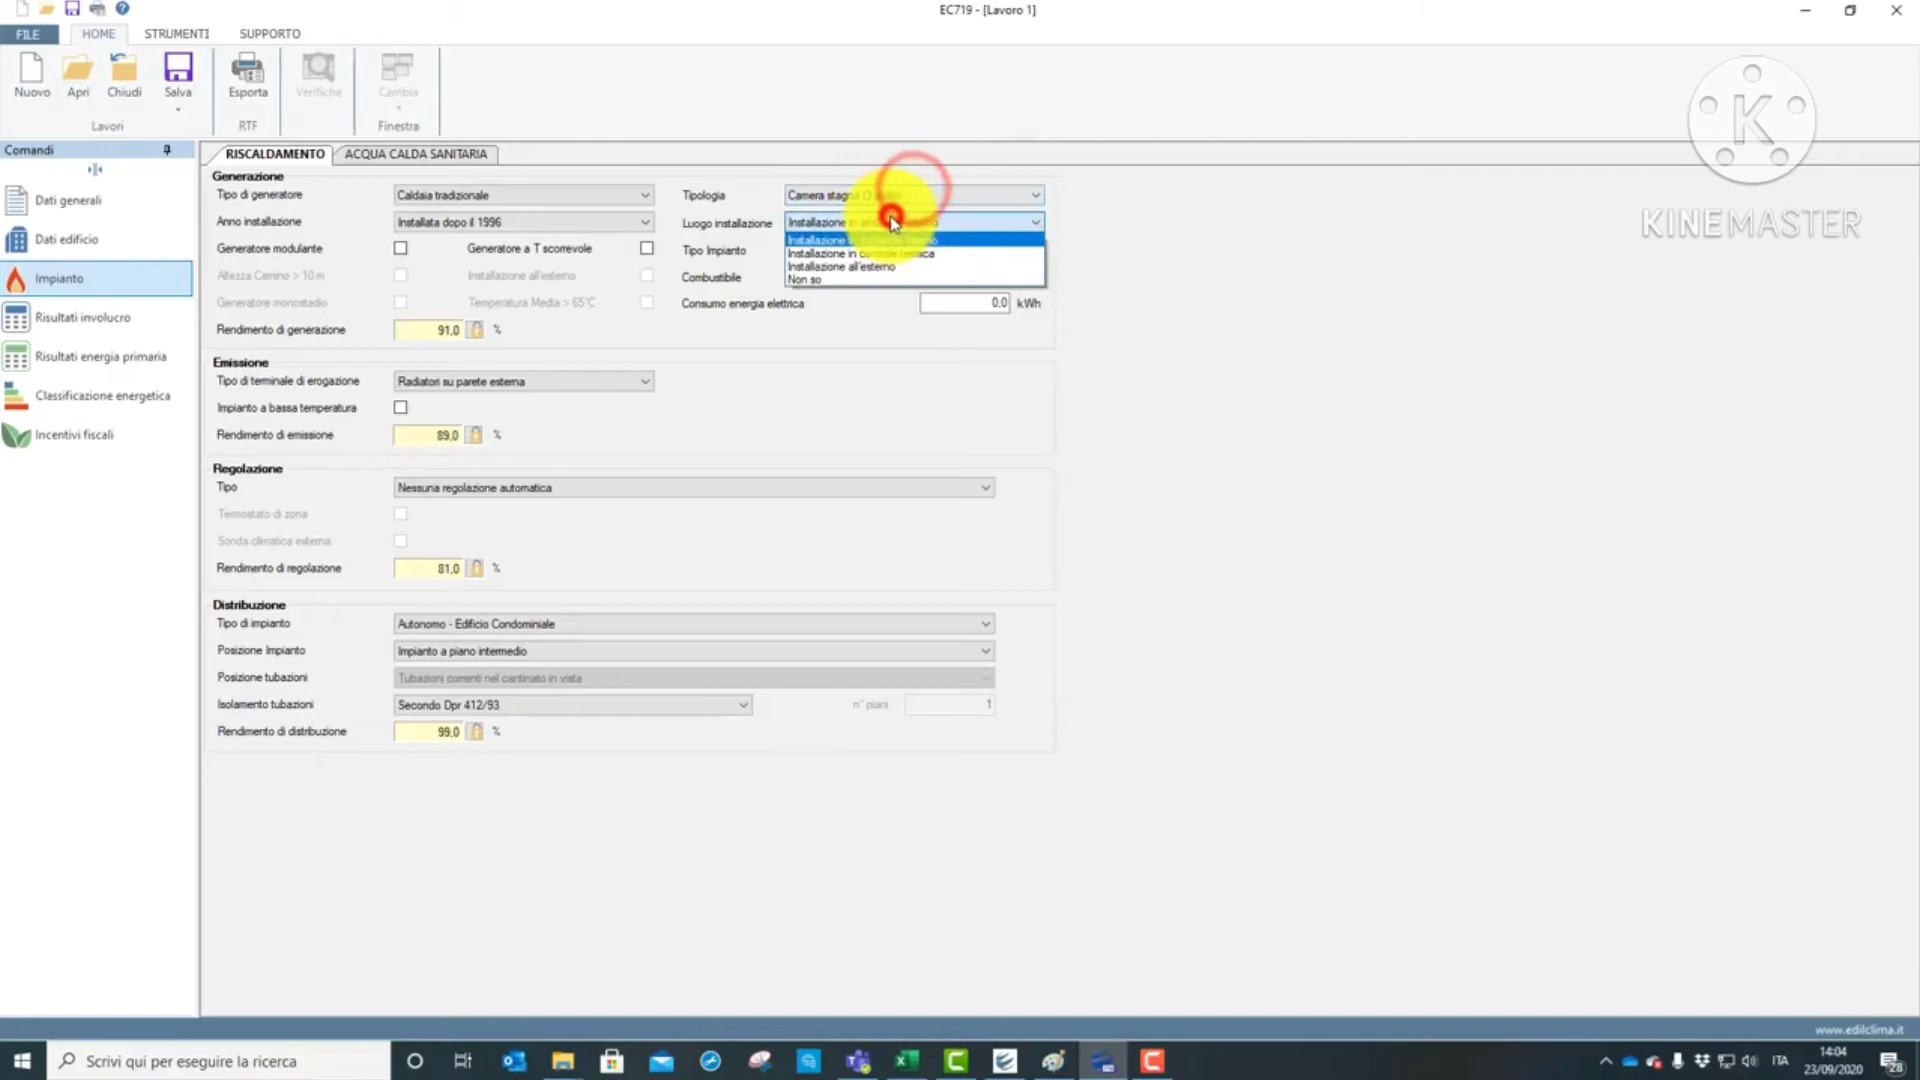 EC719 - [Lavoro 1]
FILE HOME STRUMENTI SUPPORTO
Nuovo Apri Chiudi Salva Esporta Verifiche Cambia
Lavori RTF Finestra
K
KINEMASTER
Comandi
Dati generali
Dati edificio
Impianto
Risultati involucro
Risultati energia primaria
Classificazione energetica
Incentivi fiscali
RISCALDAMENTO ACQUA CALDA SANITARIA
Generazione
Tipo di generatore Caldaia tradizionale Tipologia Camera stagna
Anno installazione Installata dopo il 1996 Luogo installazione Installazione in
Installazione
Generatore modulante Generatore a T scorrevole Tipo Impianto Installazione in centrale termica
Installazione all'esterno
Altezza Camino > 10 m Installazione all'esterno Combustibile Non so
Generatore monostadio Temperatura Media > 65°C Consumo energia elettrica 0.0 kWh
Rendimento di generazione 91,0 %
Emissione
Tipo di terminale di erogazione Radiatori su parete esterna
Impianto a bassa temperatura
Rendimento di emissione 89,0 %
Regolazione
Tipo Nessuna regolazione automatica
Termostato di zona
Sonda climatica esterna
Rendimento di regolazione 81,0 %
Distribuzione
Tipo di impianto Autonomo - Edificio Condominiale
Posizione Impianto Impianto a piano intermedio
Posizione tubazioni Tubazioni correnti nel cantinato in vista
Isolamento tubazioni Secondo Dpr 412/93 n° piani 1
Rendimento di distribuzione 99,0 %
www.edilclima.it
Scrivi qui per eseguire la ricerca
ITA
14:04
23/09/2020
28